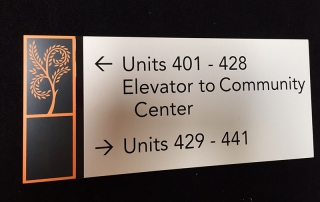 ← Units 401 - 428
Elevator to Community
Center
→ Units 429 - 441